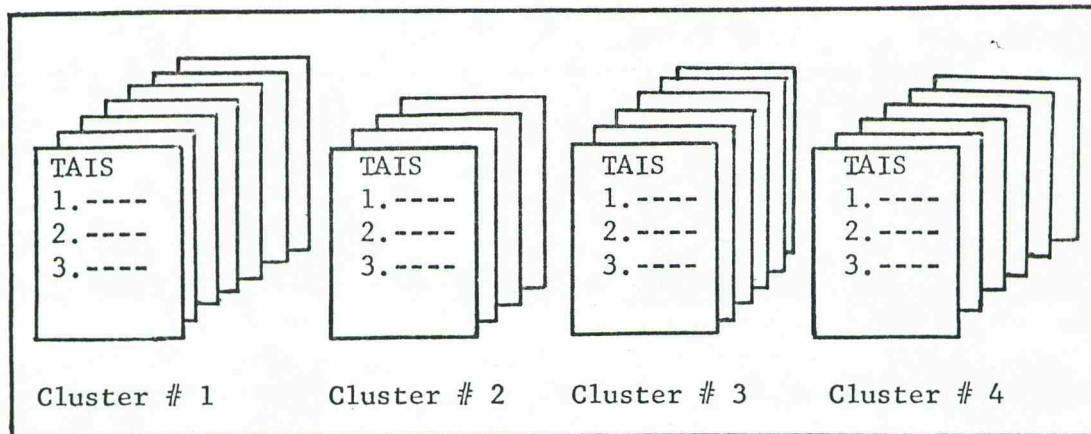 TAIS
1.----
2.----
3.----
TAIS
1.----
2.----
3.----
TAIS
1.----
2.----
3.----
TAIS
1.----
2.----
3.----
Cluster # 1
Cluster # 2
Cluster # 3
Cluster # 4